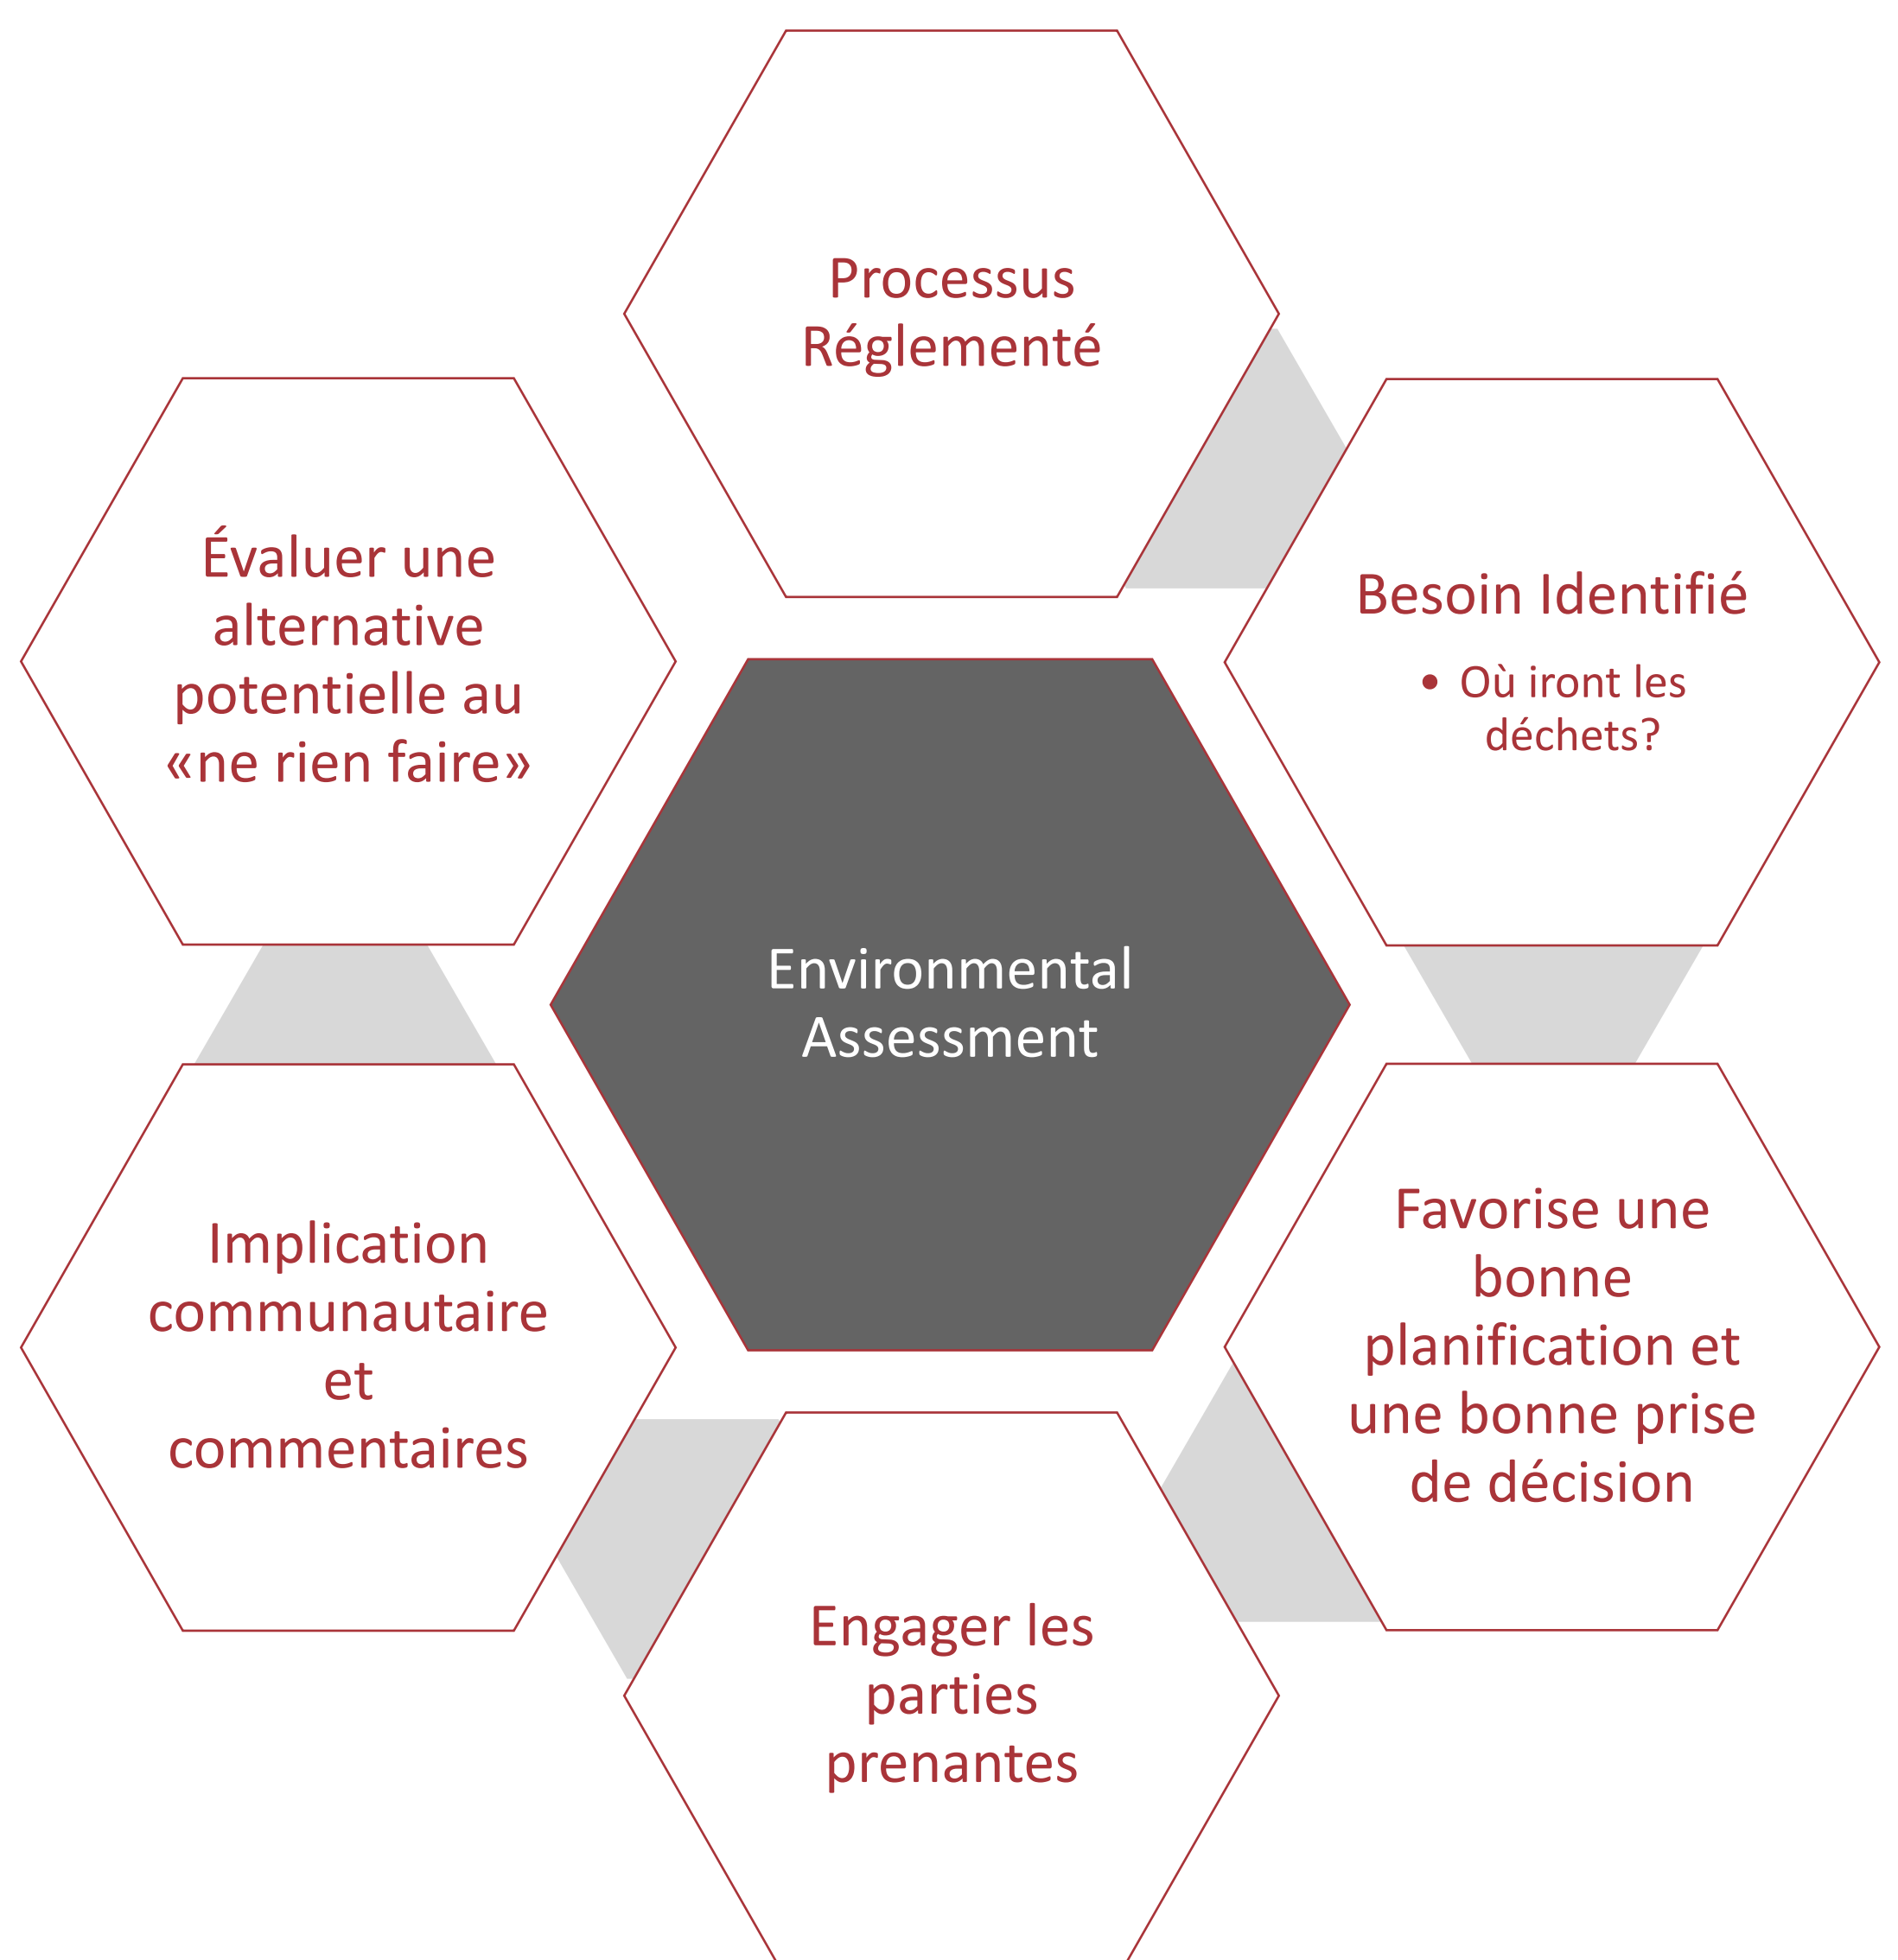 Processus
Réglementé
Besoin Identifié
• Où iront les
déchets?
Favorise une
bonne
planification et
une bonne prise
de décision
Engager les
parties
prenantes
Implication
communautaire
et
commentaires
Évaluer une
alternative
potentielle au
«ne rien faire»
Environmental
Assessment